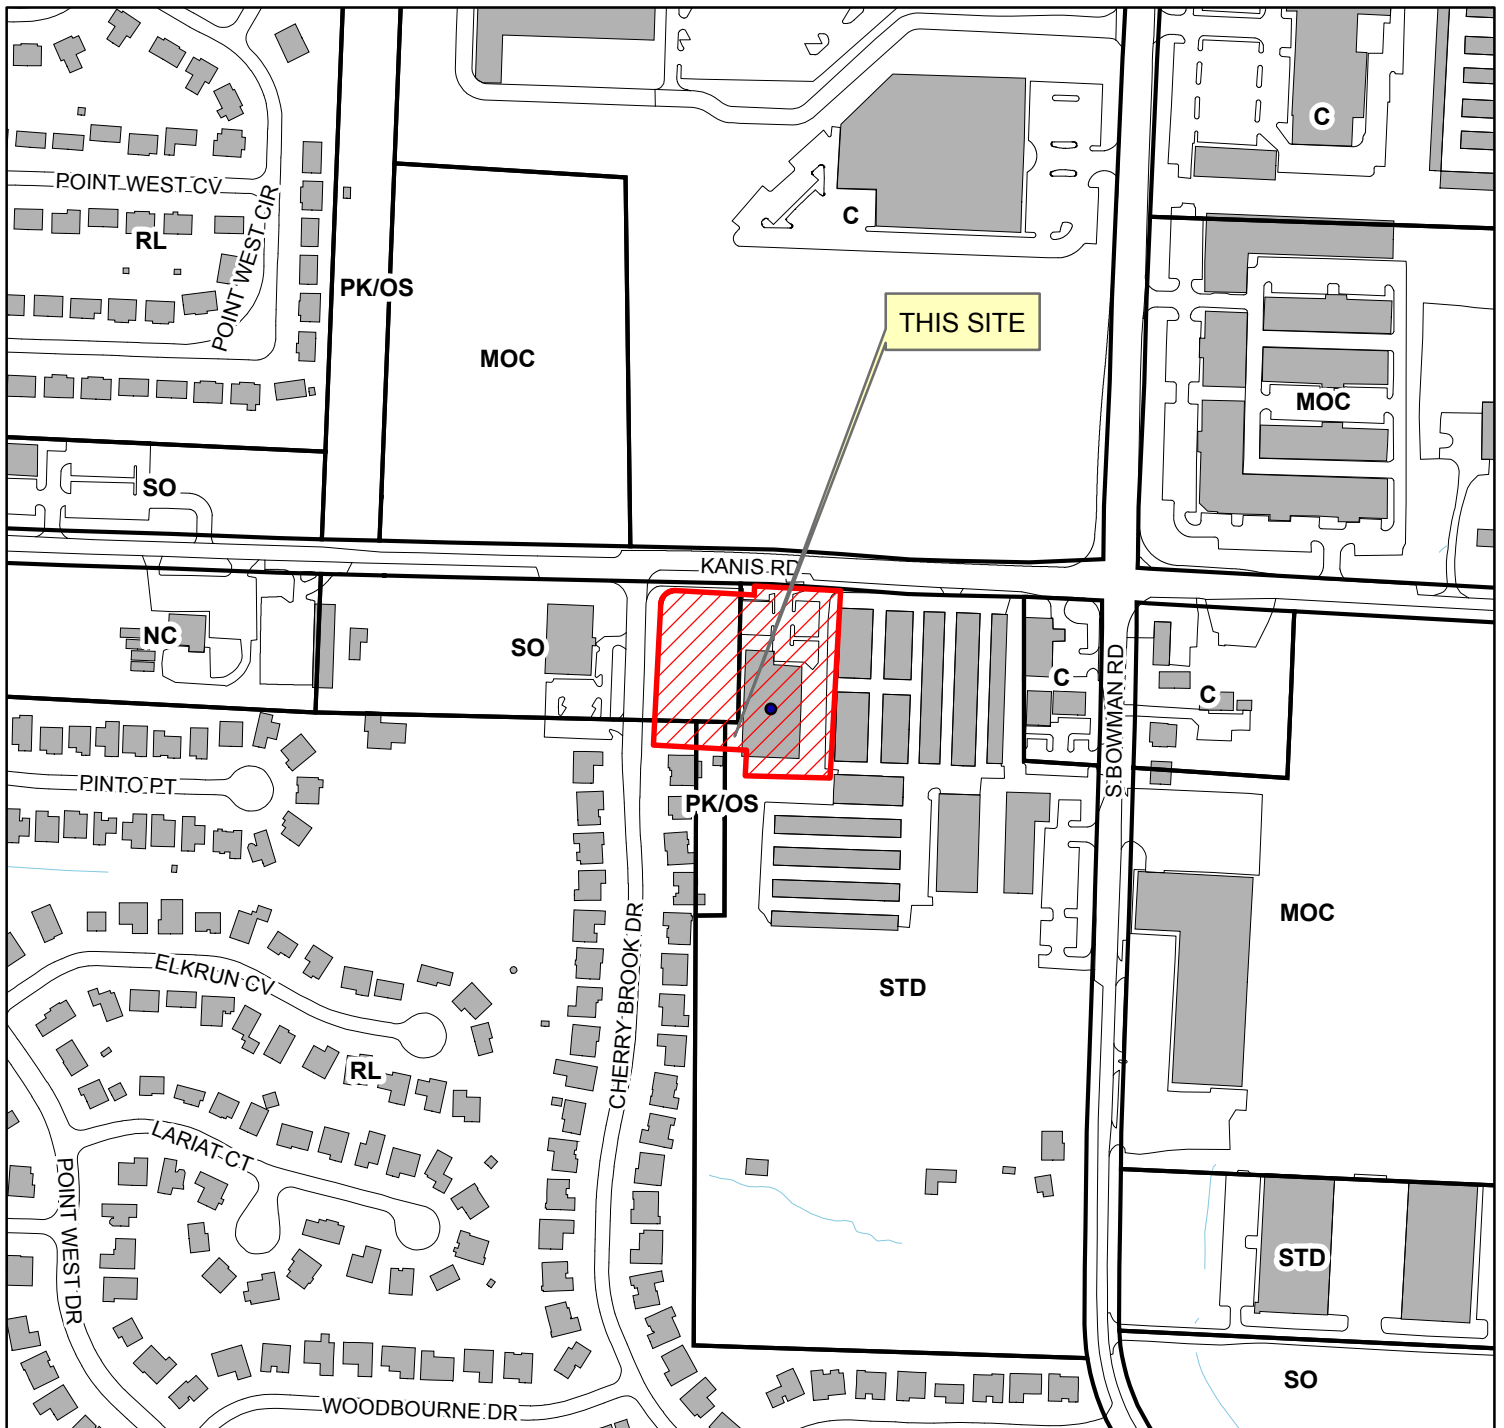 C
POINT WEST CV
POINT WEST CIR
RL
C
PK/OS
THIS SITE
MOC
MOC
SO
KANIS RD
NC
SO
C
C
S BOWMAN RD
PINTO PT
PK/OS
MOC
ELKRUN CV
CHERRY BROOK DR
STD
RL
LARIAT CT
POINT WEST DR
STD
SO
WOODBOURNE DR